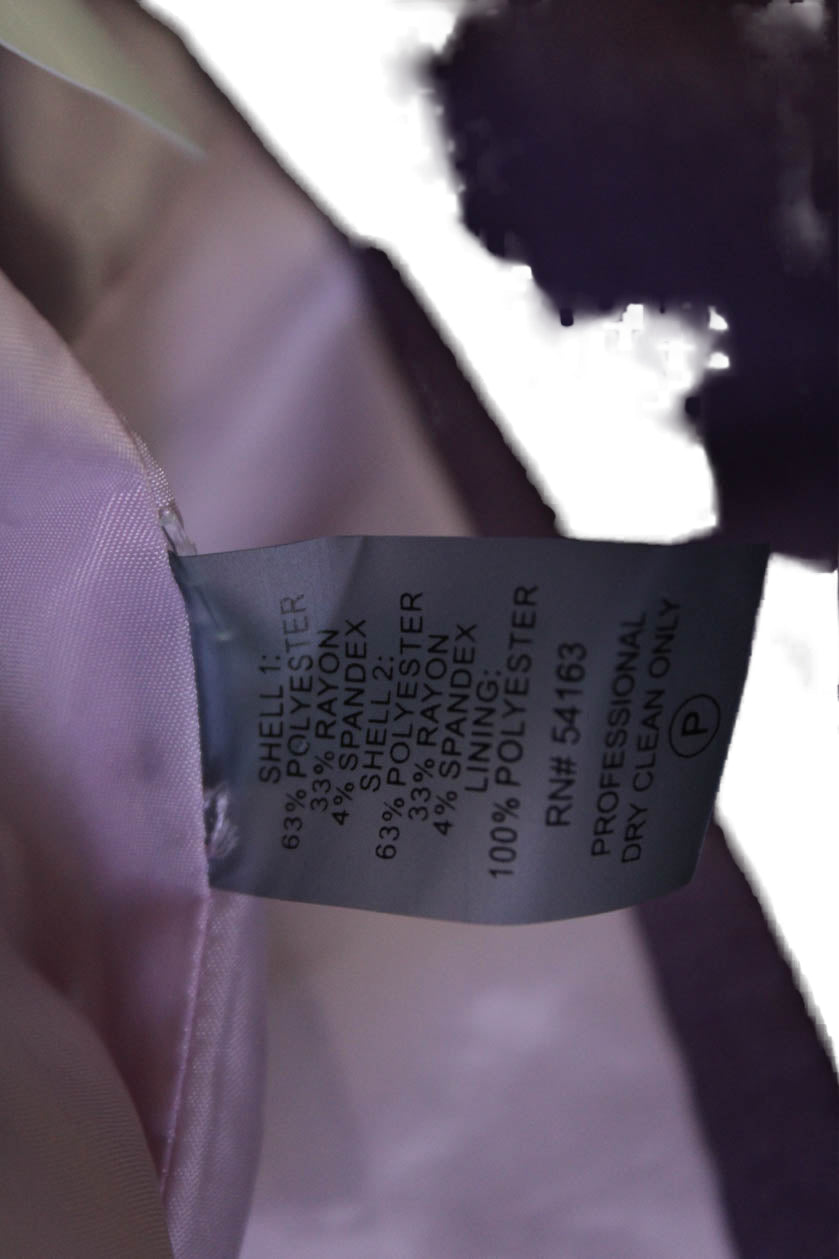 SHELL 1:
63% POLYESTER
33% RAYON
4% SPANDEX
SHELL 2:
63% POLYESTER
33% RAYON
4% SPANDEX
LINING:
100% POLYESTER
RN# 54163
PROFESSIONAL
DRY CLEAN ONLY
P